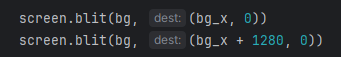 screen.blit(bg, dest: (bg_x, 0))
screen.blit(bg, dest: (bg_x + 1280, 0))